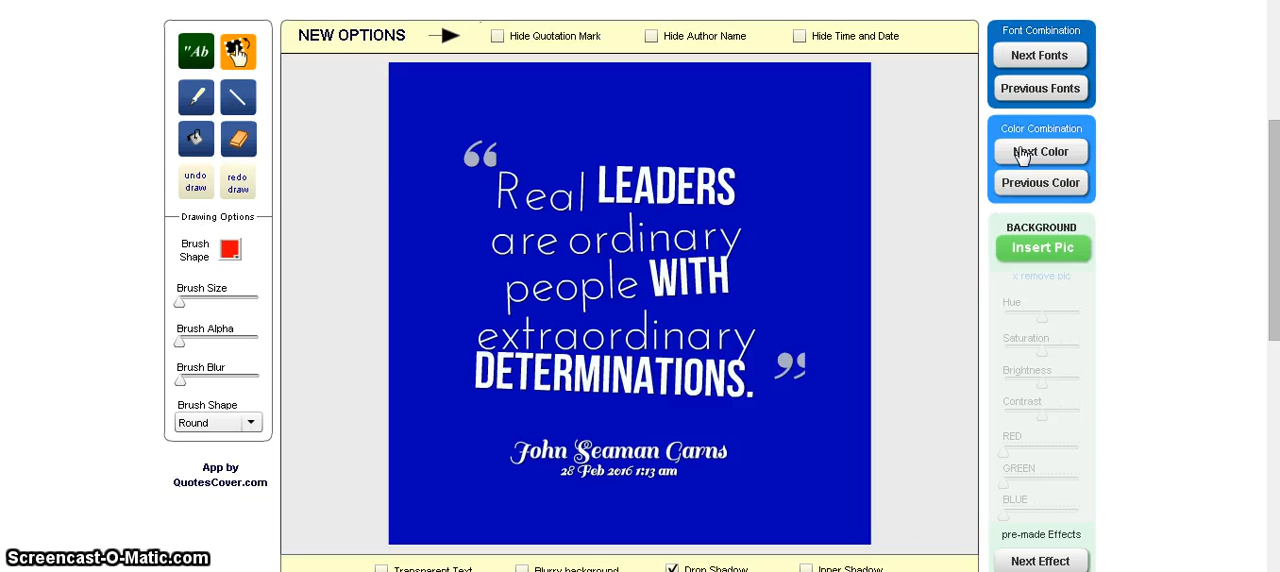 "Ab
undo
draw
redo
draw
Drawing Options
Brush
Shape
Brush Size
Brush Alpha
Brush Blur
Brush Shape
Round
App by
QuotesCover.com
Screencast-O-Matic.com
NEW OPTIONS
Hide Quotation Mark
Hide Author Name
Hide Time and Date
“Real LEADERS
are ordinary
people WITH
extraordinary
DETERMINATIONS.”
John Seaman Garns
28 Feb 2016 1:13 am
Transparent Text
Blurry background
Drop Shadow
Inner Shadow
Font Combination
Next Fonts
Previous Fonts
Color Combination
Next Color
Previous Color
BACKGROUND
Insert Pic
x remove pic
Hue
Saturation
Brightness
Contrast
RED
GREEN
BLUE
pre-made Effects
Next Effect